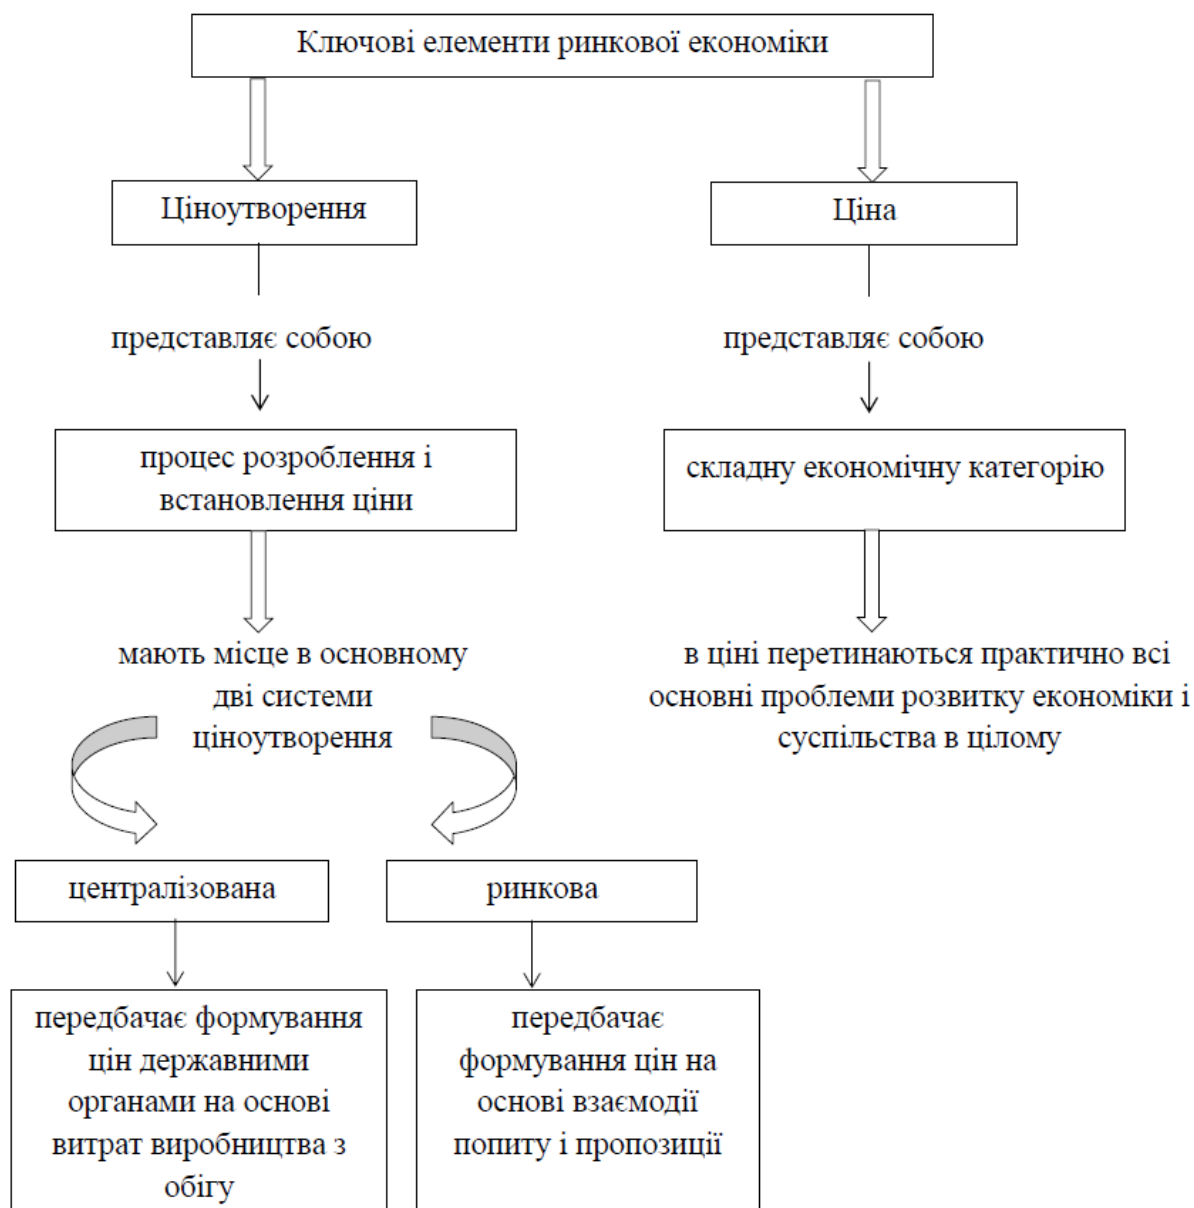 Ключові елементи ринкової економіки
Ціноутворення
Ціна
представляє собою
представляє собою
процес розроблення і
встановлення ціни
складну економічну категорію
мають місце в основному
дві системи
ціноутворення
в ціні перетинаються практично всі
основні проблеми розвитку економіки і
суспільства в цілому
централізована
ринкова
передбачає формування
цін державними
органами на основі
витрат виробництва з
обігу
передбачає
формування цін на
основі взаємодії
попиту і пропозиції